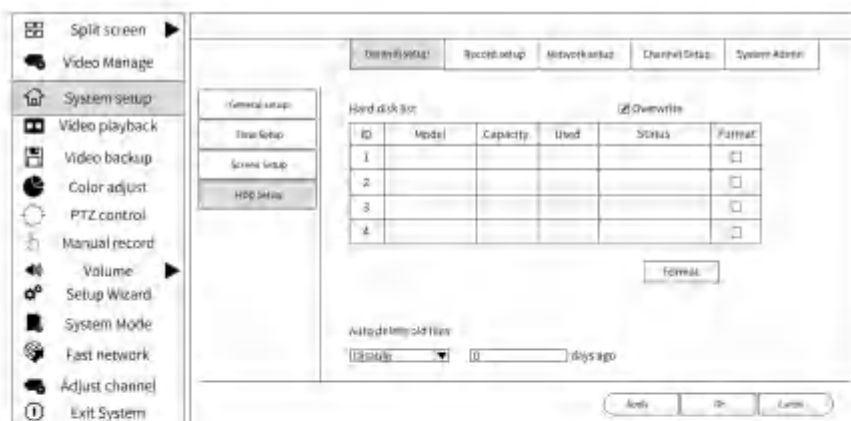 Split screen
Video Manage
System setup
Video playback
Video backup
Color adjust
PTZ control
Manual record
Volume
Setup Wizard
System Mode
Fast network
Adjust channel
Exit System
General setup Record setup Network setup Channel Setup System Admin
General setup
Time Setup
Screen Setup
HDD Setup
Hard disk list Overwrite
ID Model Capacity Used Status Format
1
2
3
4
Format
Auto delete old files
Disable 0 days ago
Apply OK Cancel